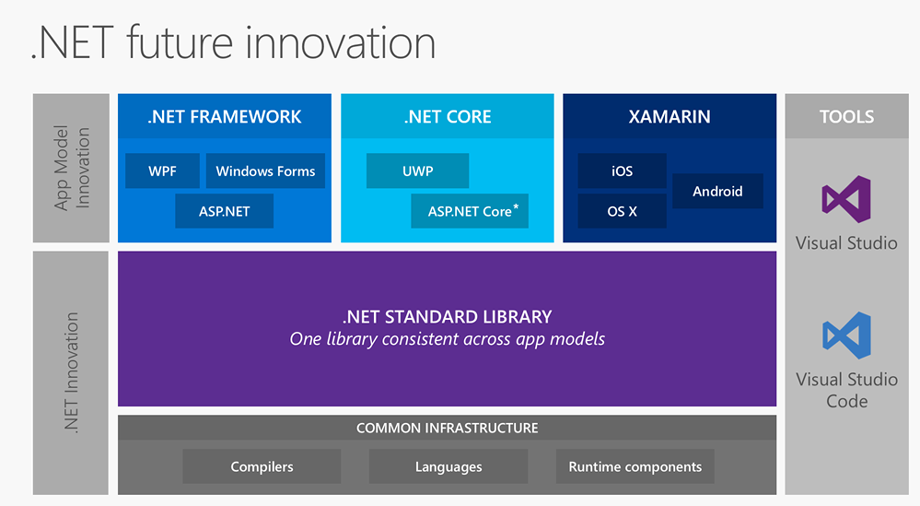 .NET future innovation
App Model
Innovation
.NET FRAMEWORK
WPF
Windows Forms
ASP.NET
.NET CORE
UWP
ASP.NET Core*
XAMARIN
iOS
Android
OS X
TOOLS
Visual Studio
Visual Studio
Code
.NET Innovation
.NET STANDARD LIBRARY
One library consistent across app models
COMMON INFRASTRUCTURE
Compilers
Languages
Runtime components